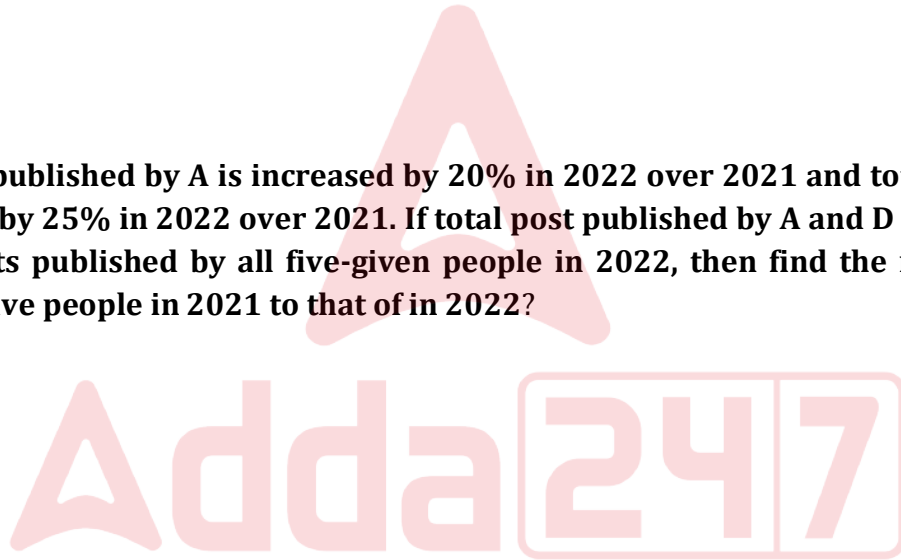 published by A is increased by 20% in 2022 over 2021 and to
by 25% in 2022 over 2021. If total post published by A and D
ts published by all five-given people in 2022, then find the
ve people in 2021 to that of in 2022?
Adda247